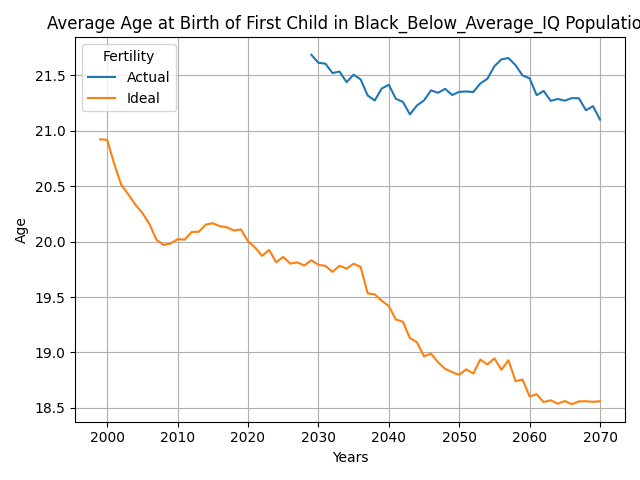 Average Age at Birth of First Child in Black_Below_Average_IQ Populatio
Fertility
Actual
Ideal
21.5
21.0
20.5
20.0
19.5
19.0
18.5
Age
2000 2010 2020 2030 2040 2050 2060 2070
Years